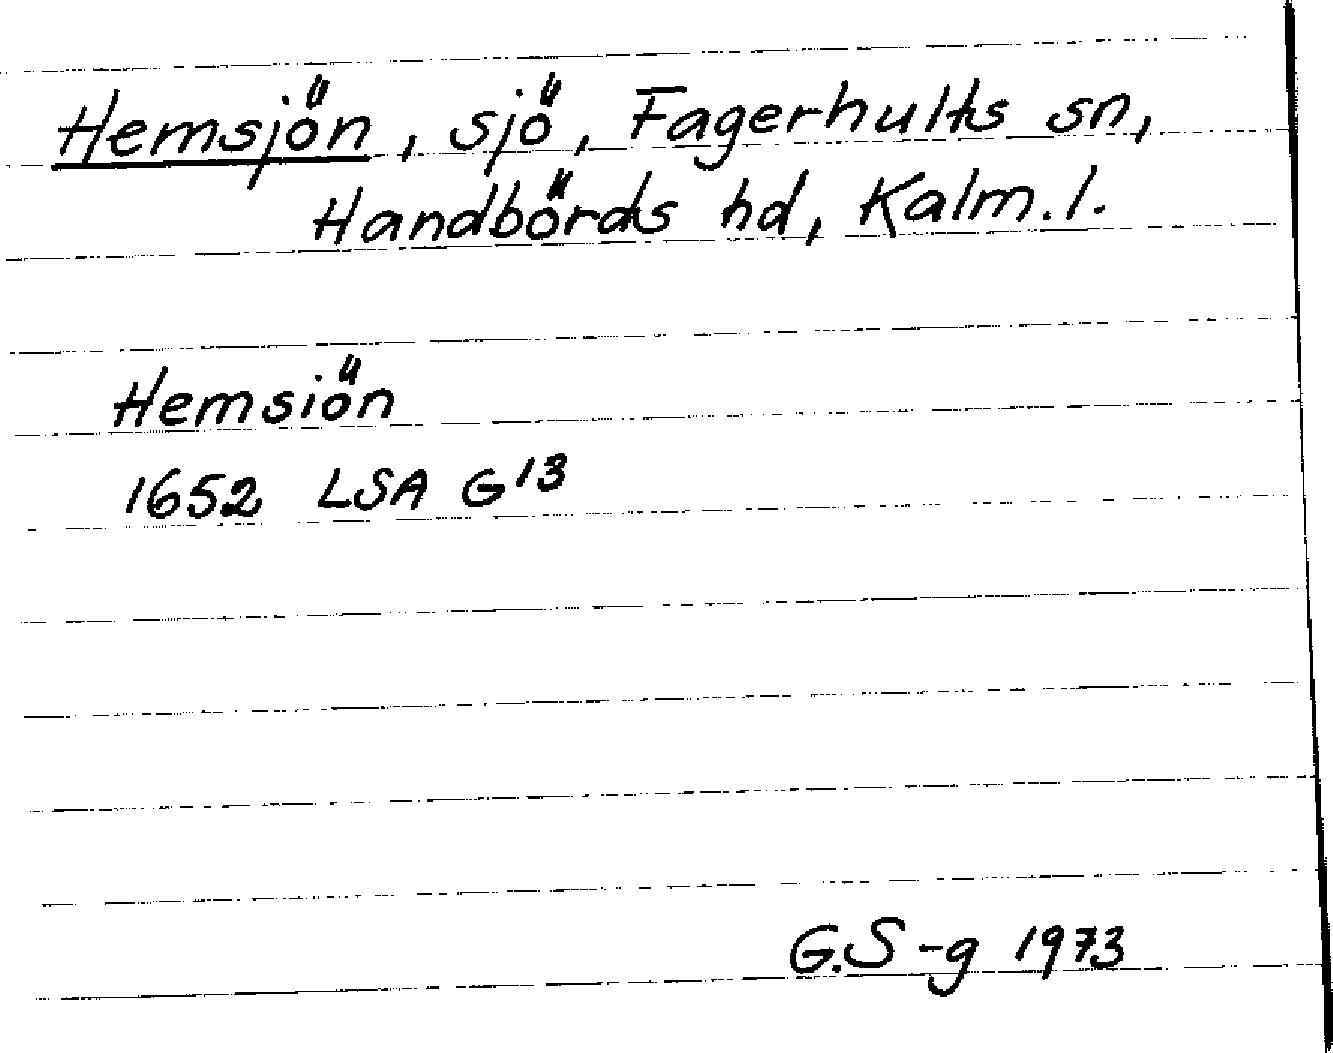 Hemsjön, sjö, Fagerhults sn,
Handbörds hd, Kalm. l.
Hemsiön
1652 LSA G13
G.S-g 1973